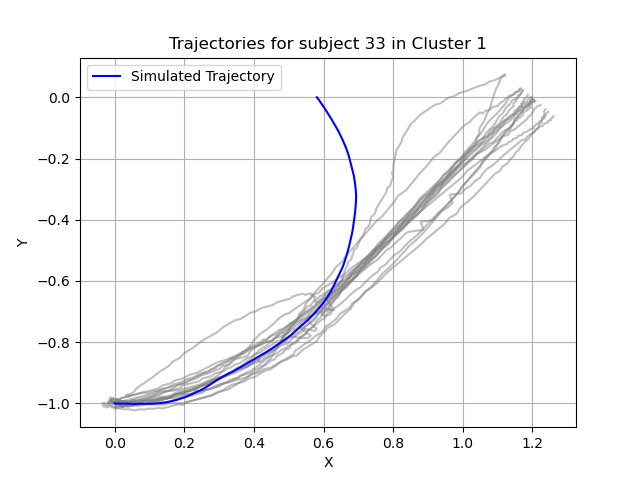 Trajectories for subject 33 in Cluster 1
Simulated Trajectory
Y
0.0
−0.2
−0.4
−0.6
−0.8
−1.0
0.0 0.2 0.4 0.6 0.8 1.0 1.2
X